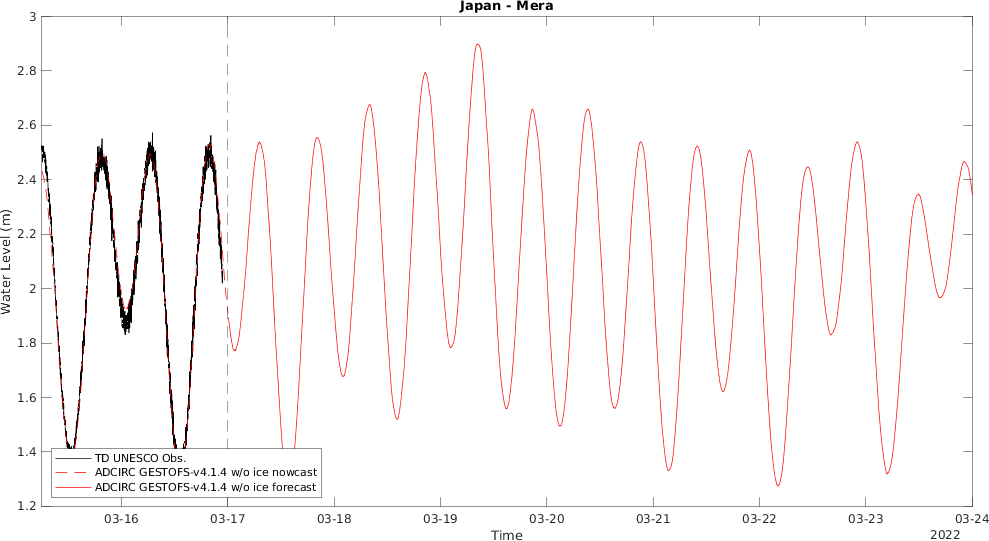 Japan - Mera
3
2.8
2.6
2.4
2.2
2
1.8
1.6
1.4
1.2
Water Level (m)
TD UNESCO Obs.
ADCIRC GESTOFS-v4.1.4 w/o ice nowcast
ADCIRC GESTOFS-v4.1.4 w/o ice forecast
03-16 03-17 03-18 03-19 03-20 03-21 03-22 03-23 03-24
Time
2022